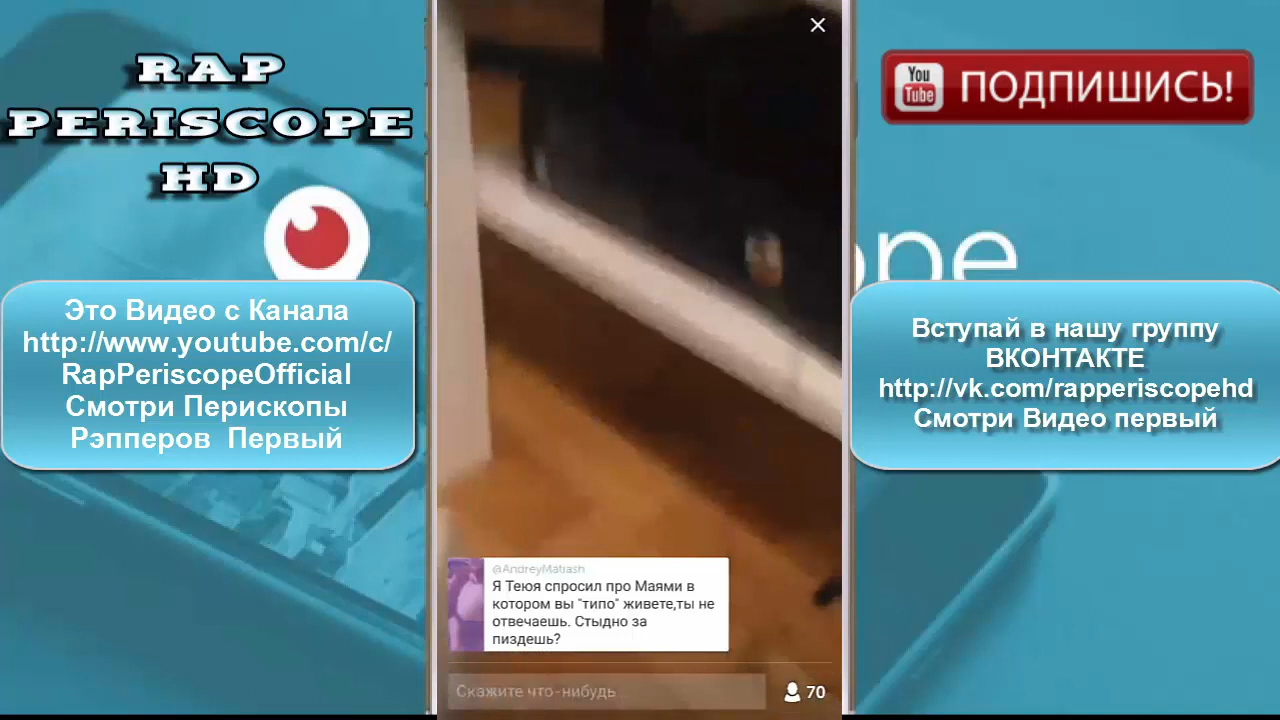 RAP
PERISCOPE
HD
Это Видео с Канала
http://www.youtube.com/c/
RapPeriscopeOfficial
Смотри Перископы
Рэпперов Первый
@AndreyMatiash
Я Теюя спросил про Маями в
котором вы "типо" живете,ты не
отвечаешь. Стыдно за
пиздешь?
Скажите что-нибудь...
70
You
Tube
ПОДПИШИСЬ!
ope
Вступай в нашу группу
ВКОНТАКТЕ
http://vk.com/rapperiscopehd
Смотри Видео первый